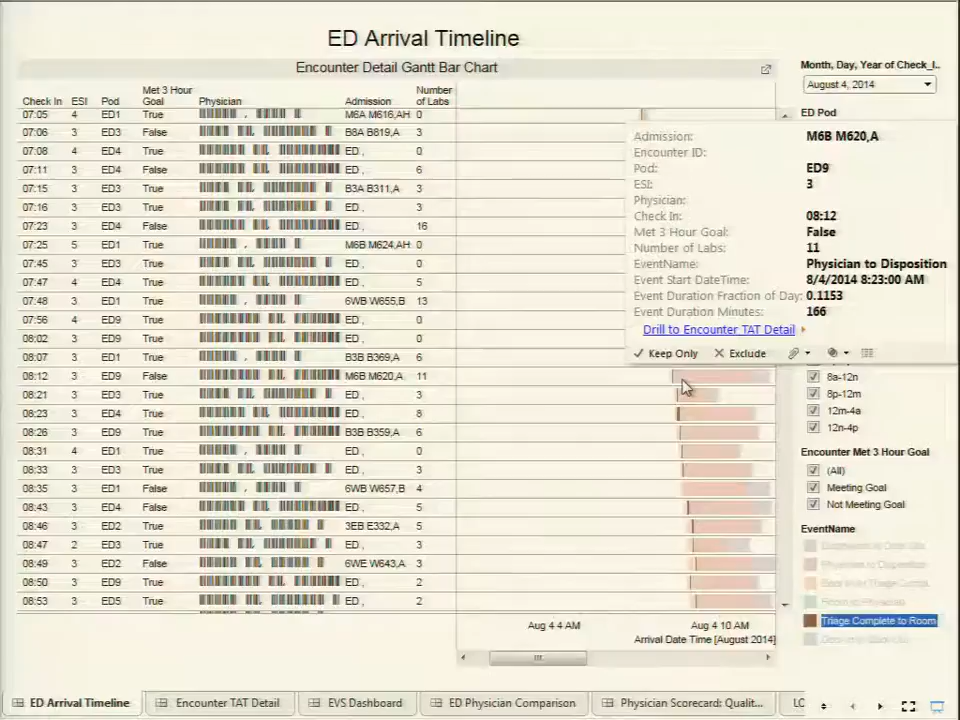 ED Arrival Timeline
Encounter Detail Gantt Bar Chart
Check In ESI Pod Met 3 Hour Goal Physician Admission Number of Labs
07:05 4 ED1 True M6A M616,AH 0
07:06 3 ED3 False B8A B819,A 3
07:08 4 ED4 True ED , 0
07:11 3 ED4 False ED , 6
07:15 3 ED3 True B3A B311,A 3
07:16 3 ED3 True ED , 3
07:23 3 ED4 False ED , 16
07:25 5 ED1 True M6B M624,AH 0
07:45 3 ED3 True ED , 0
07:47 4 ED4 True ED , 5
07:48 3 ED1 True 6WB W655,B 13
07:56 4 ED9 True ED , 0
08:02 3 ED9 True ED , 0
08:07 3 ED1 True B3B B369,A 6
08:12 3 ED9 False M6B M620,A 11
08:21 3 ED3 True ED , 3
08:23 3 ED4 True ED , 8
08:26 3 ED9 True B3B B359,A 6
08:31 4 ED1 True ED , 0
08:33 3 ED3 True ED , 3
08:35 3 ED1 False 6WB W657,B 4
08:43 3 ED4 False ED , 5
08:46 3 ED2 True 3EB E332,A 5
08:47 2 ED3 True ED , 3
08:49 3 ED2 False 6WE W643,A 3
08:50 3 ED9 True ED , 2
08:53 3 ED5 True ED , 2
Aug 4 4 AM Aug 4 10 AM
Arrival Date Time [August 2014]
Month, Day, Year of Check_I..
August 4, 2014
ED Pod
Admission: M6B M620,A
Encounter ID:
Pod: ED9
ESI: 3
Physician:
Check In: 08:12
Met 3 Hour Goal: False
Number of Labs: 11
EventName: Physician to Disposition
Event Start DateTime: 8/4/2014 8:23:00 AM
Event Duration Fraction of Day: 0.1153
Event Duration Minutes: 166
Drill to Encounter TAT Detail
Keep Only Exclude
8a-12n
8p-12m
12m-4a
12n-4p
Encounter Met 3 Hour Goal
(All)
Meeting Goal
Not Meeting Goal
EventName
Physician to Disposition
Room to Physician
Triage Complete to Room
ED Arrival Timeline Encounter TAT Detail EVS Dashboard ED Physician Comparison Physician Scorecard: Qualit... LO